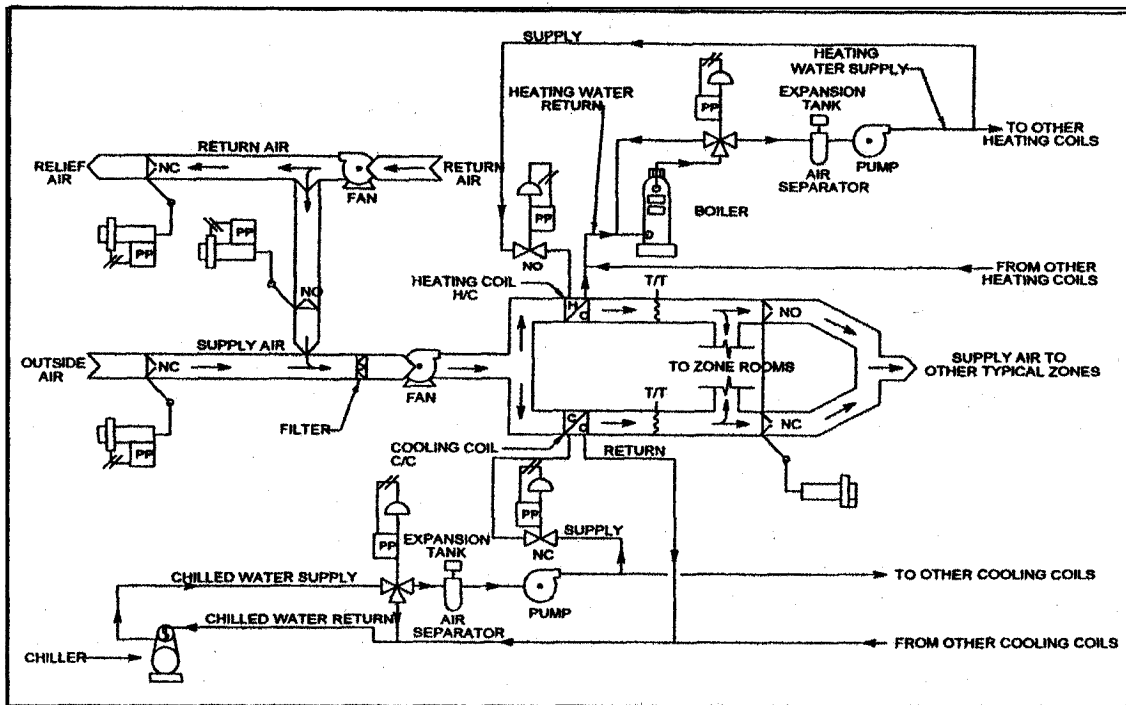 SUPPLY
HEATING
WATER SUPPLY
HEATING WATER
RETURN
PP
EXPANSION
TANK
TO OTHER
HEATING COILS
PUMP
AIR
SEPARATOR
RETURN AIR
RELIEF
AIR
NC
RETURN
AIR
FAN
PP
BOILER
PP
PP
NO
NO
HEATING COIL
H/C
T/T
FROM OTHER
HEATING COILS
H
C
NO
SUPPLY AIR
OUTSIDE
AIR
NC
TO ZONE ROOMS
SUPPLY AIR TO
OTHER TYPICAL ZONES
FAN
T/T
FILTER
PP
C
C
NC
COOLING COIL
C/C
RETURN
PP
PP
EXPANSION
TANK
SUPPLY
NC
CHILLED WATER SUPPLY
TO OTHER COOLING COILS
PUMP
AIR
SEPARATOR
CHILLED WATER RETURN
FROM OTHER COOLING COILS
CHILLER